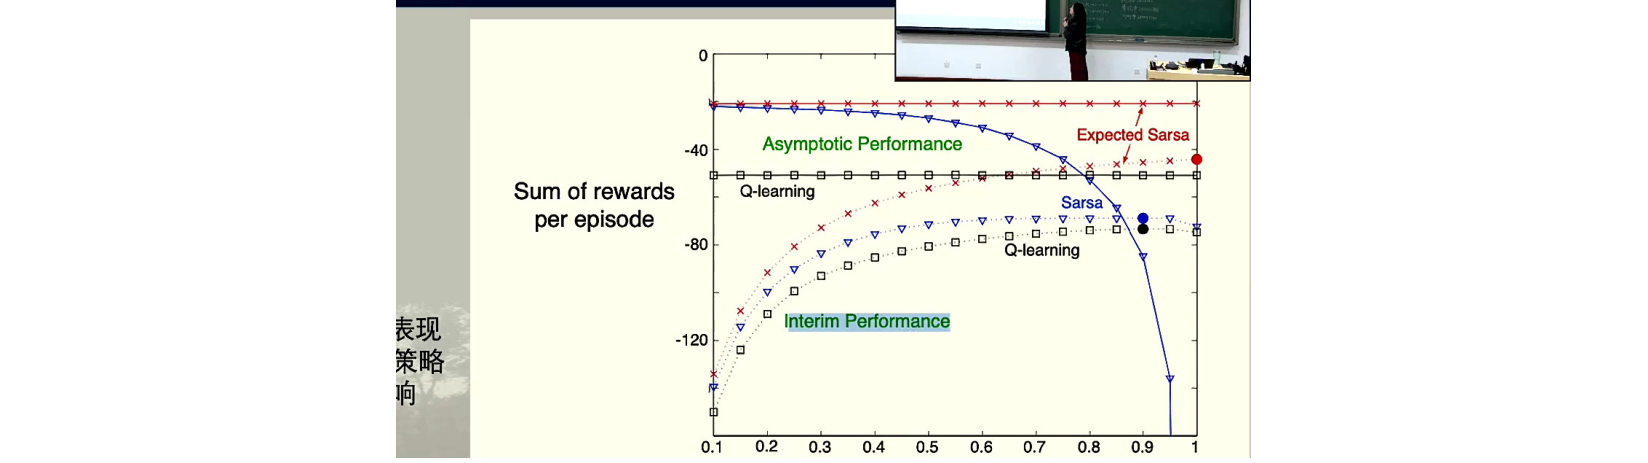 0
-40
-80
-120
Sum of rewards
per episode
Expected Sarsa
Asymptotic Performance
Q-learning
Sarsa
Q-learning
Interim Performance
表现
策略
响
0.1 0.2 0.3 0.4 0.5 0.6 0.7 0.8 0.9 1